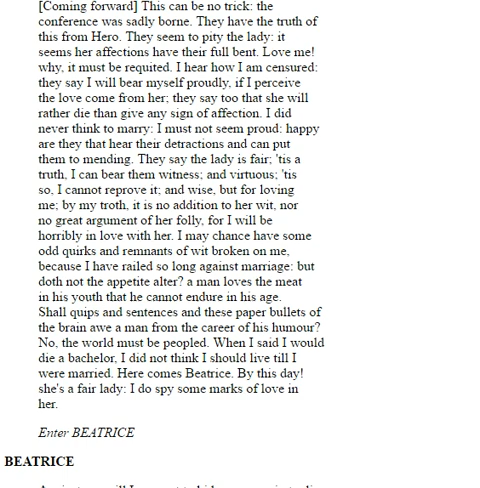 [Coming forward] This can be no trick: the
conference was sadly borne. They have the truth of
this from Hero. They seem to pity the lady: it
seems her affections have their full bent. Love me!
why, it must be requited. I hear how I am censured:
they say I will bear myself proudly, if I perceive
the love come from her; they say too that she will
rather die than give any sign of affection. I did
never think to marry: I must not seem proud: happy
are they that hear their detractions and can put
them to mending. They say the lady is fair; 'tis a
truth, I can bear them witness; and virtuous; 'tis
so, I cannot reprove it; and wise, but for loving
me; by my troth, it is no addition to her wit, nor
no great argument of her folly, for I will be
horribly in love with her. I may chance have some
odd quirks and remnants of wit broken on me,
because I have railed so long against marriage: but
doth not the appetite alter? a man loves the meat
in his youth that he cannot endure in his age.
Shall quips and sentences and these paper bullets of
the brain awe a man from the career of his humour?
No, the world must be peopled. When I said I would
die a bachelor, I did not think I should live till I
were married. Here comes Beatrice. By this day!
she's a fair lady: I do spy some marks of love in
her.
Enter BEATRICE
BEATRICE